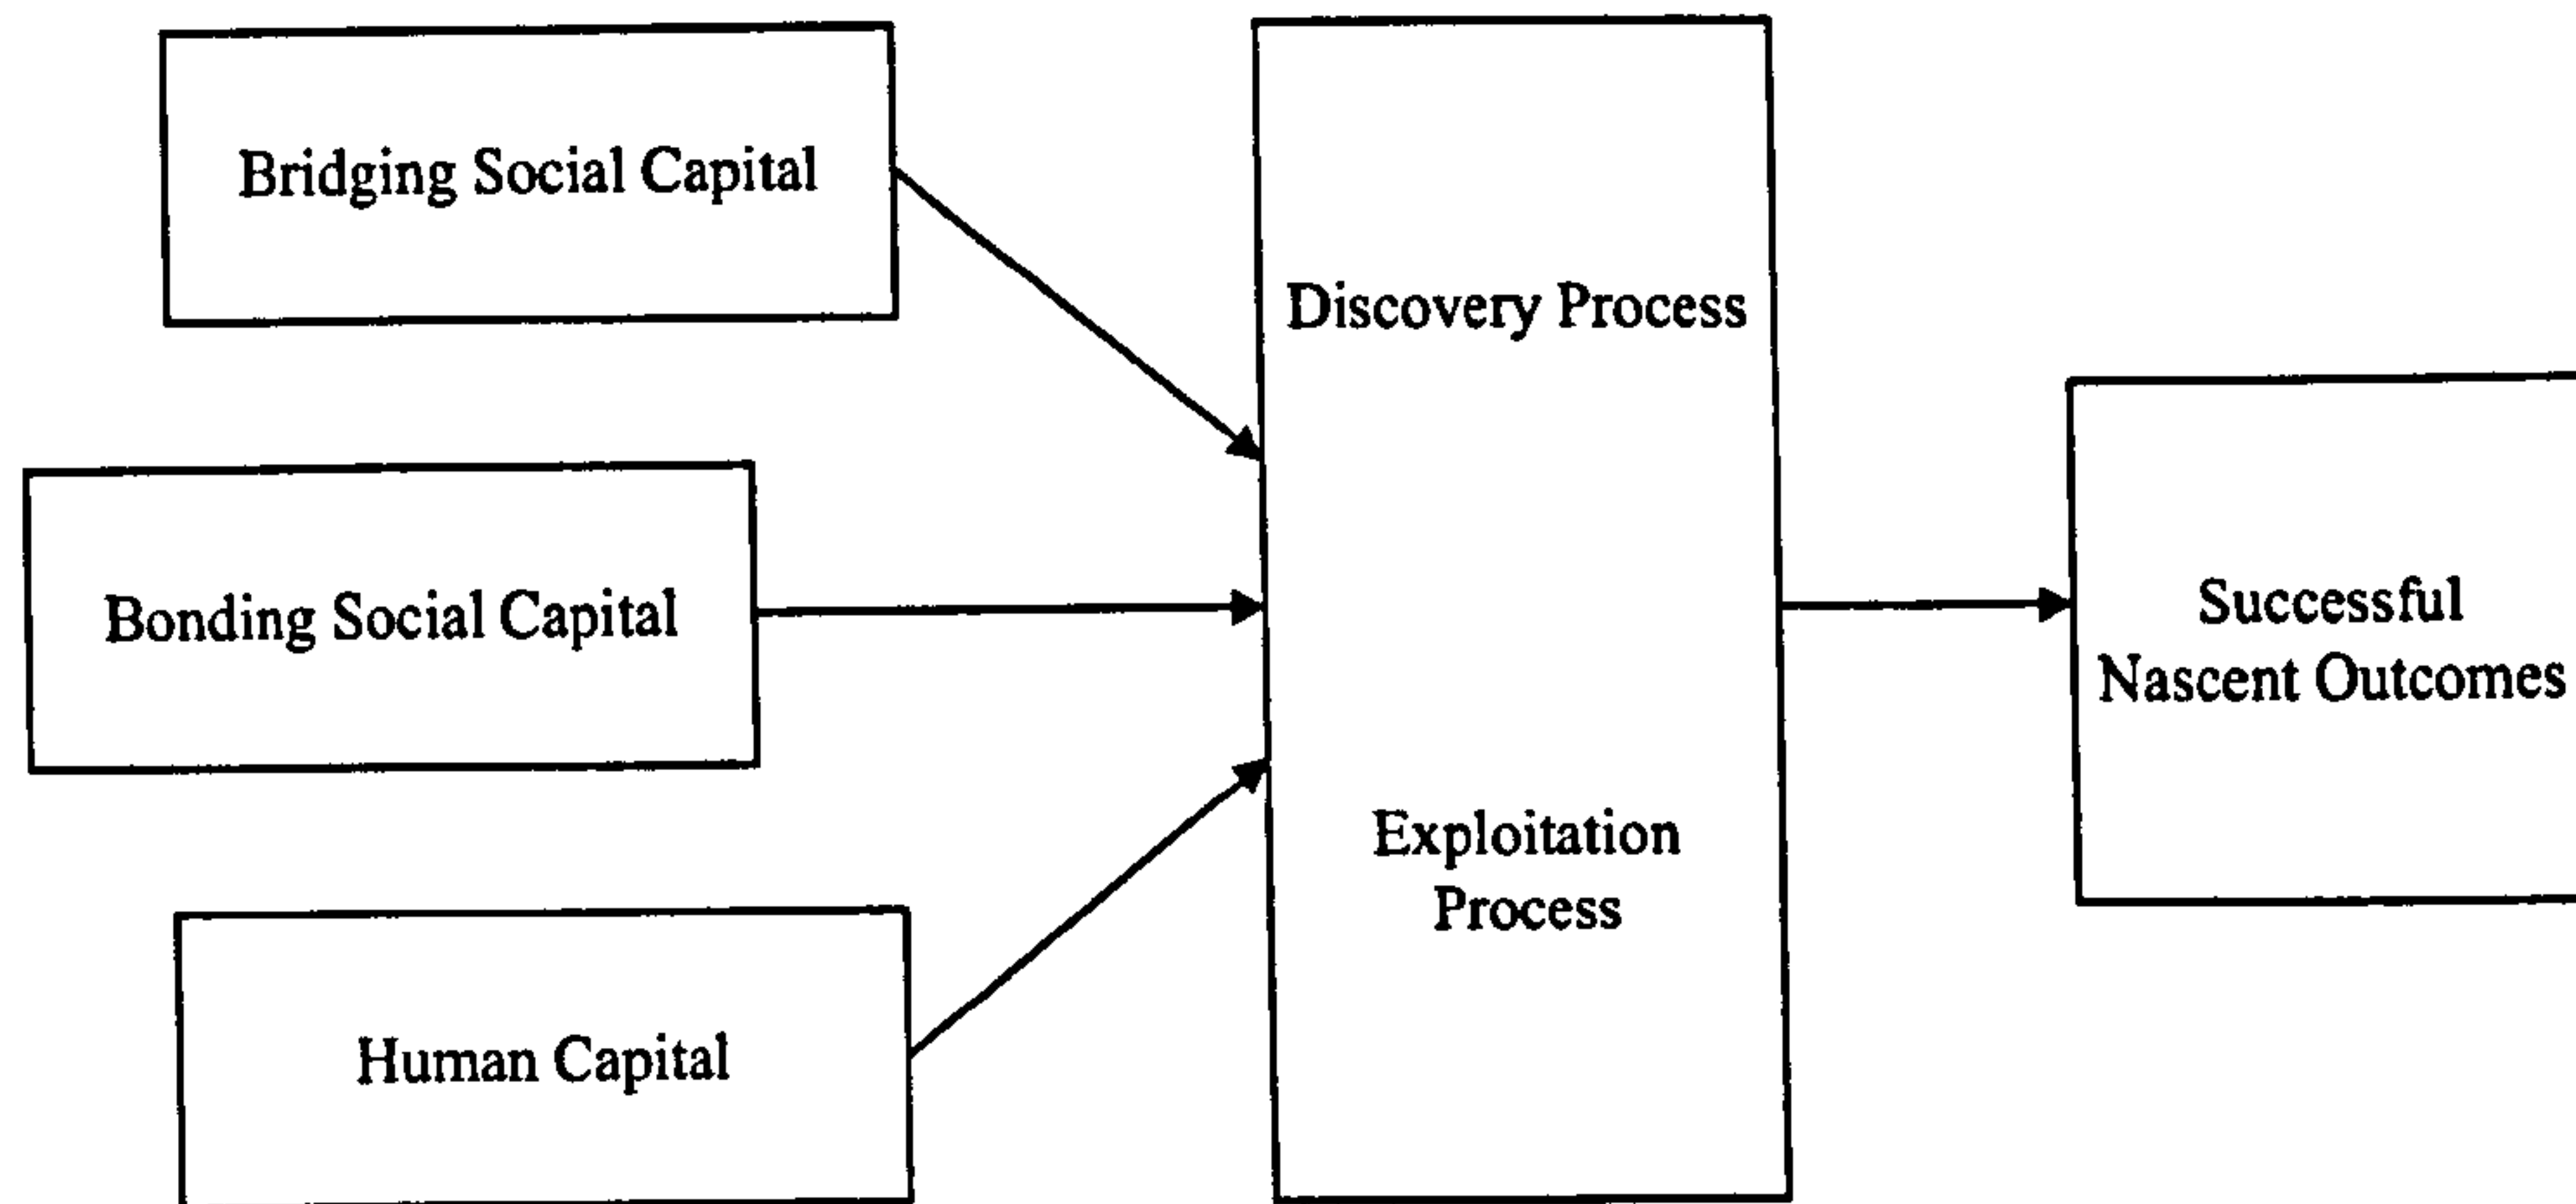 Bridging Social Capital
Bonding Social Capital
Human Capital
Discovery Process
Exploitation
Process
Successful
Nascent Outcomes